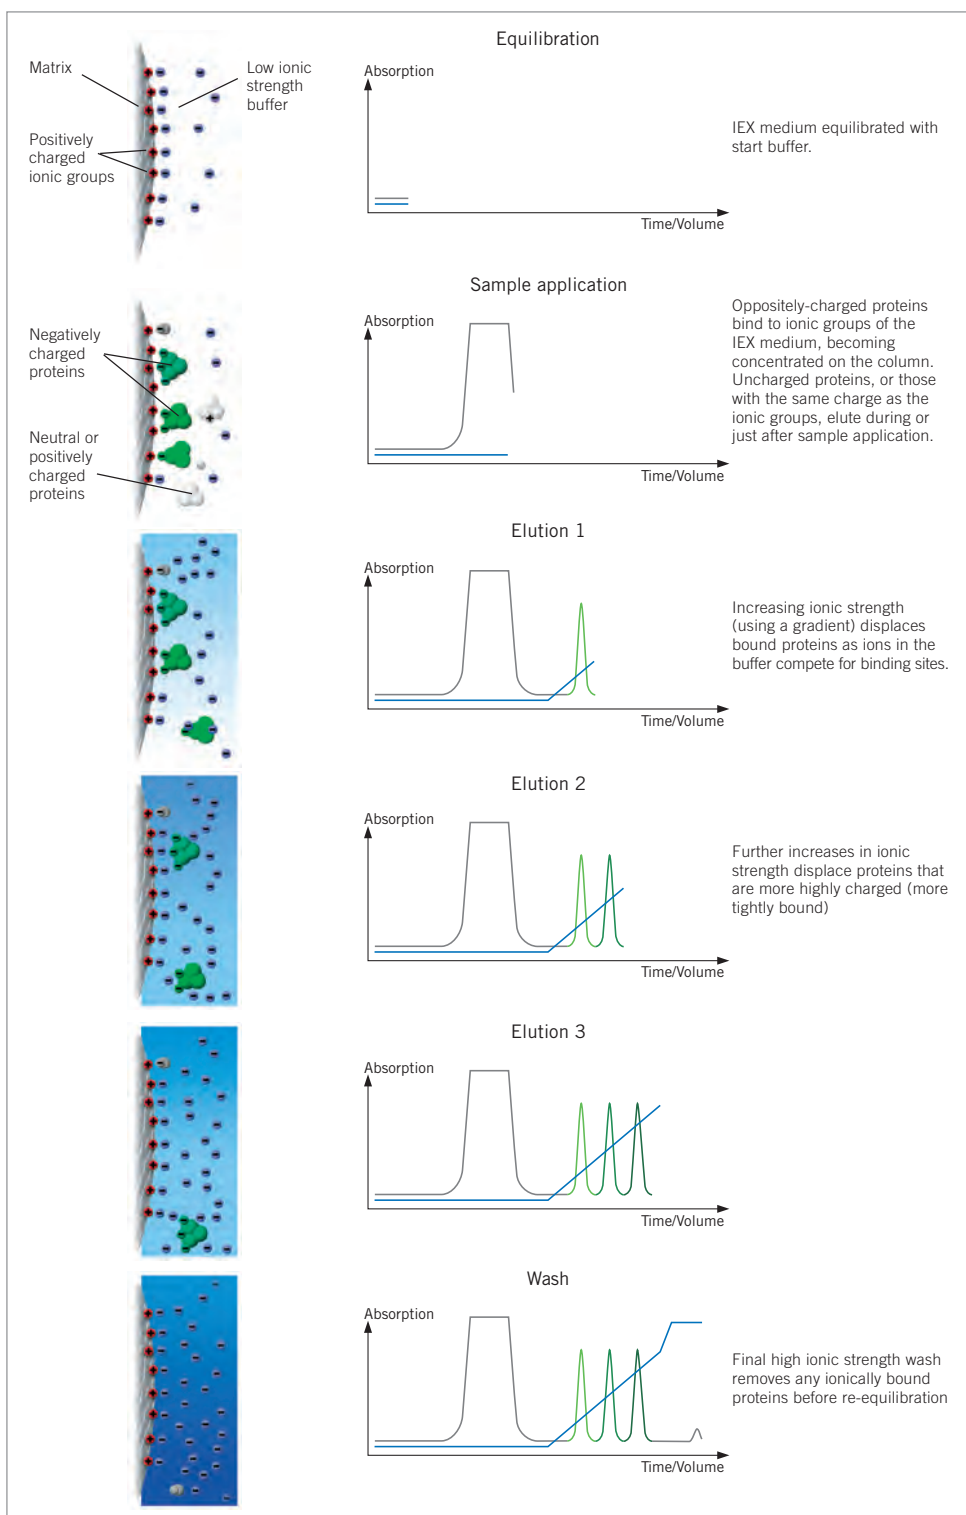 Equilibration
Matrix
Low ionic
strength
buffer
Positively
charged
ionic groups
Absorption
Time/Volume
IEX medium equilibrated with
start buffer.
Sample application
Negatively
charged
proteins
Neutral or
positively
charged
proteins
Absorption
Time/Volume
Oppositely-charged proteins
bind to ionic groups of the
IEX medium, becoming
concentrated on the column.
Uncharged proteins, or those
with the same charge as the
ionic groups, elute during or
just after sample application.
Elution 1
Absorption
Time/Volume
Increasing ionic strength
(using a gradient) displaces
bound proteins as ions in the
buffer compete for binding sites.
Elution 2
Absorption
Time/Volume
Further increases in ionic
strength displace proteins that
are more highly charged (more
tightly bound)
Elution 3
Absorption
Time/Volume
Wash
Absorption
Time/Volume
Final high ionic strength wash
removes any ionically bound
proteins before re-equilibration